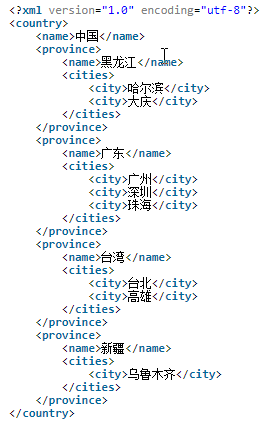 <?xml version="1.0" encoding="utf-8"?>
<country>
    <name>中国</name>
    <province>
        <name>黑龙江</name>
        <cities>
            <city>哈尔滨</city>
            <city>大庆</city>
        </cities>
    </province>
    <province>
        <name>广东</name>
        <cities>
            <city>广州</city>
            <city>深圳</city>
            <city>珠海</city>
        </cities>
    </province>
    <province>
        <name>台湾</name>
        <cities>
            <city>台北</city>
            <city>高雄</city>
        </cities>
    </province>
    <province>
        <name>新疆</name>
        <cities>
            <city>乌鲁木齐</city>
        </cities>
    </province>
</country>